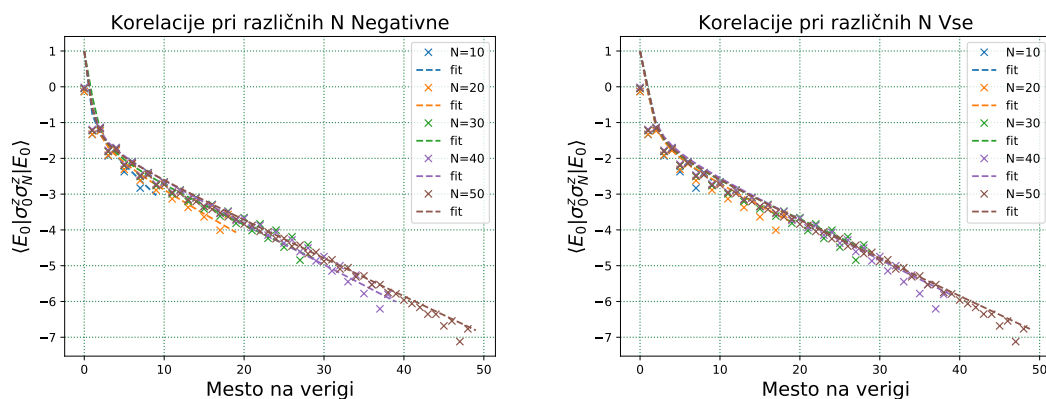 Korelacije pri različnih N Negativne
1
0
−1
−2
−3
−4
−5
−6
−7
⟨E₀|σ₀ᶻσ_Nᶻ|E₀⟩
N=10
fit
N=20
fit
N=30
fit
N=40
fit
N=50
fit
0 10 20 30 40 50
Mesto na verigi
Korelacije pri različnih N Vse
1
0
−1
−2
−3
−4
−5
−6
−7
⟨E₀|σ₀ᶻσ_Nᶻ|E₀⟩
N=10
fit
N=20
fit
N=30
fit
N=40
fit
N=50
fit
0 10 20 30 40 50
Mesto na verigi